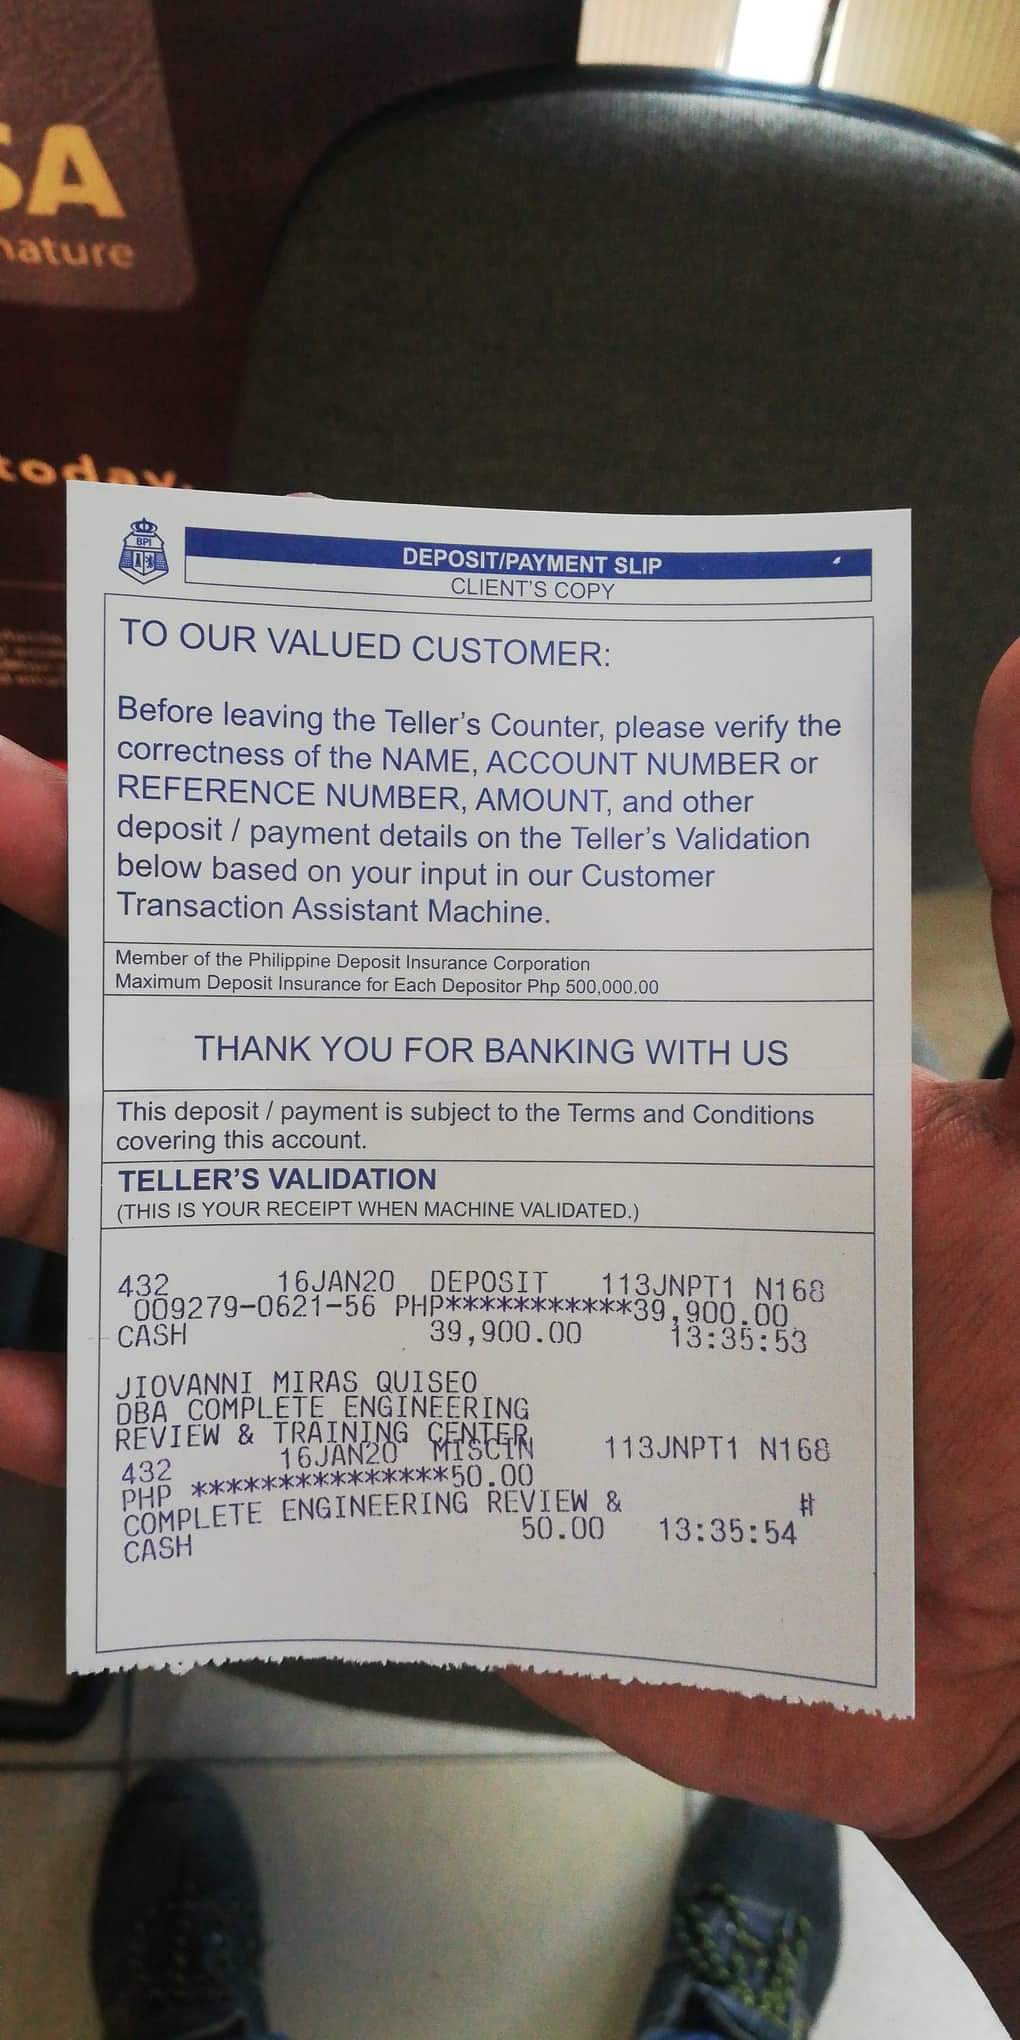 SA
nature
today.
BPI
DEPOSIT/PAYMENT SLIP
CLIENT'S COPY
TO OUR VALUED CUSTOMER:
Before leaving the Teller's Counter, please verify the
correctness of the NAME, ACCOUNT NUMBER or
REFERENCE NUMBER, AMOUNT, and other
deposit / payment details on the Teller's Validation
below based on your input in our Customer
Transaction Assistant Machine.
Member of the Philippine Deposit Insurance Corporation
Maximum Deposit Insurance for Each Depositor Php 500,000.00
THANK YOU FOR BANKING WITH US
This deposit / payment is subject to the Terms and Conditions
covering this account.
TELLER'S VALIDATION
(THIS IS YOUR RECEIPT WHEN MACHINE VALIDATED.)
432 16JAN20 DEPOSIT 113JNPT1 N168
009279-0621-56 PHP***********39,900.00
CASH 39,900.00 13:35:53
JIOVANNI MIRAS QUISEO
DBA COMPLETE ENGINEERING
REVIEW & TRAINING CENTER
432 16JAN20 MISCIN 113JNPT1 N168
PHP ***************50.00
COMPLETE ENGINEERING REVIEW & #
CASH 50.00 13:35:54